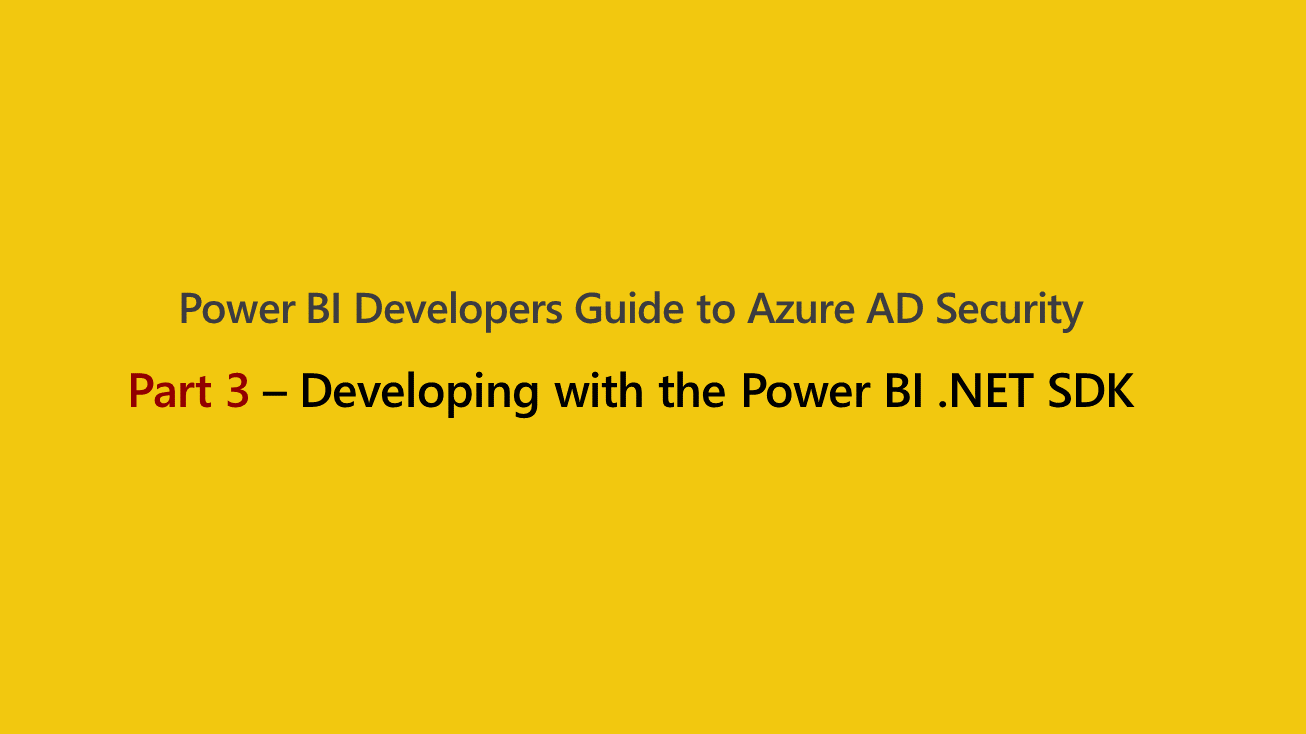 Power BI Developers Guide to Azure AD Security
Part 3 – Developing with the Power BI .NET SDK